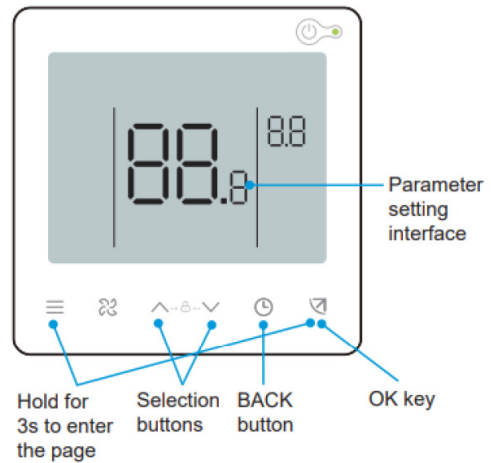 8.8
88.8
Parameter
setting
interface
Hold for
3s to enter
the page
Selection
buttons
BACK
button
OK key